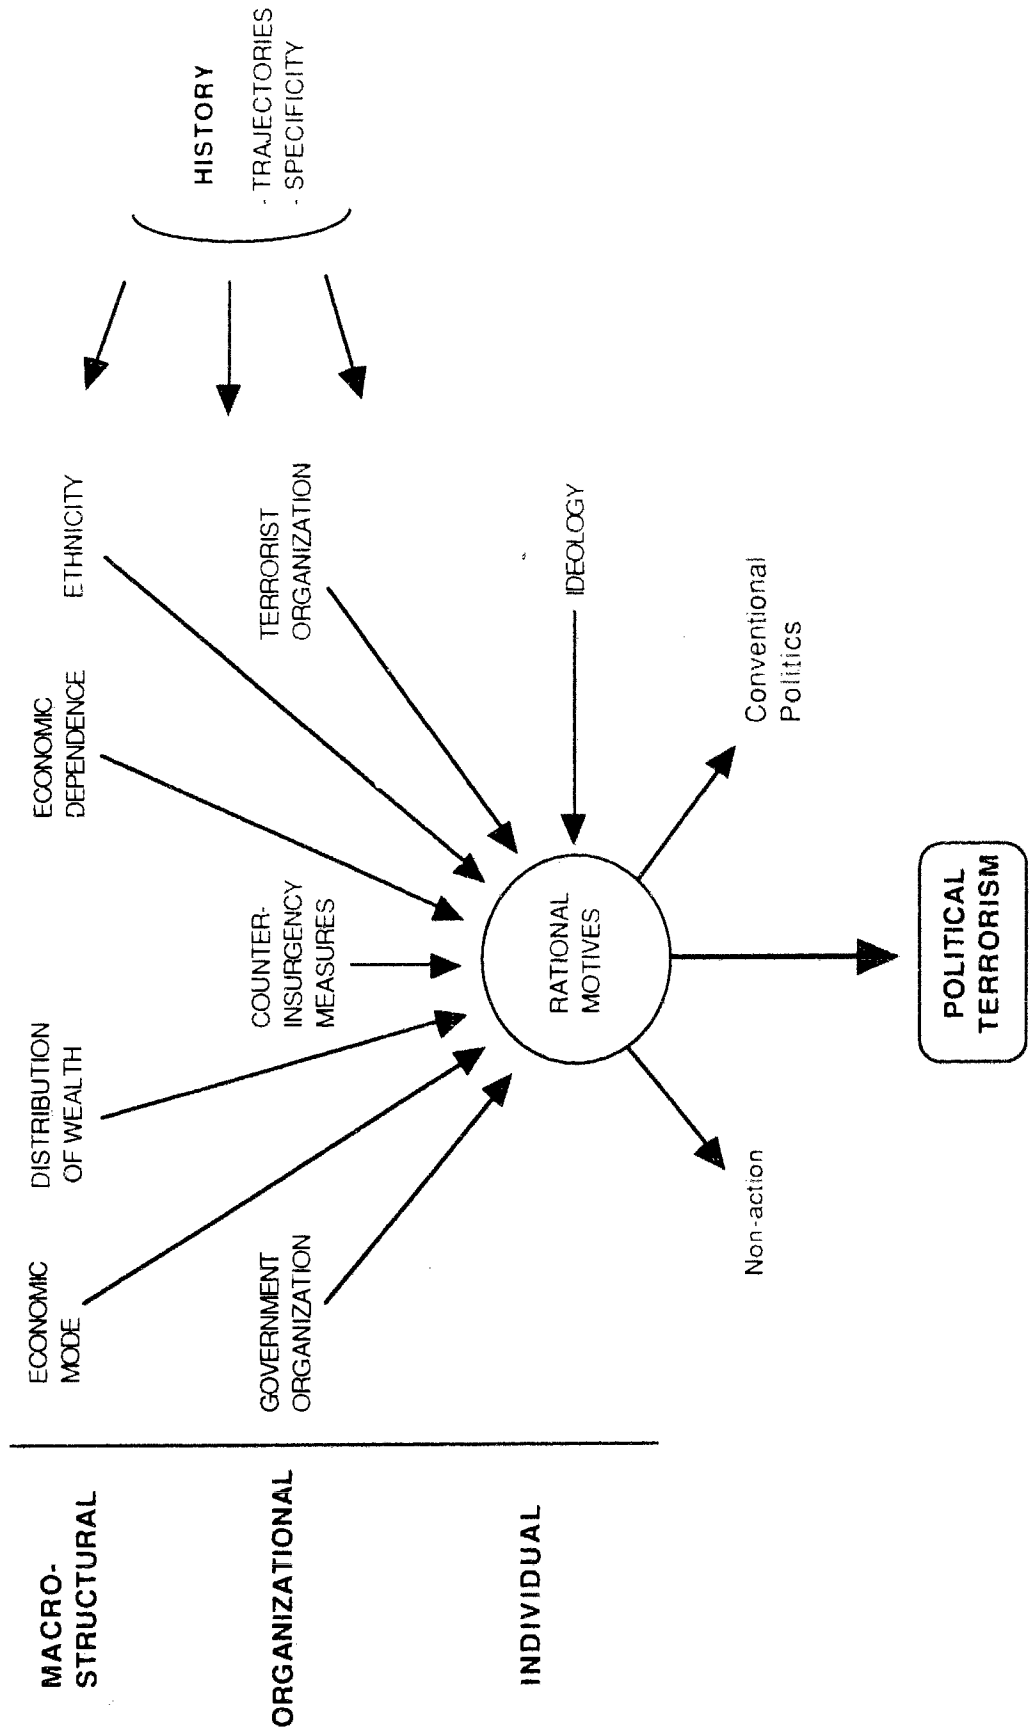 MACRO-
STRUCTURAL
ECONOMIC
MODE
DISTRIBUTION
OF WEALTH
ECONOMIC
DEPENDENCE
ETHNICITY
HISTORY
- TRAJECTORIES
- SPECIFICITY
ORGANIZATIONAL
GOVERNMENT
ORGANIZATION
COUNTER-
INSURGENCY
MEASURES
TERRORIST
ORGANIZATION
INDIVIDUAL
RATIONAL
MOTIVES
IDEOLOGY
Non-action
Conventional
Politics
POLITICAL
TERRORISM